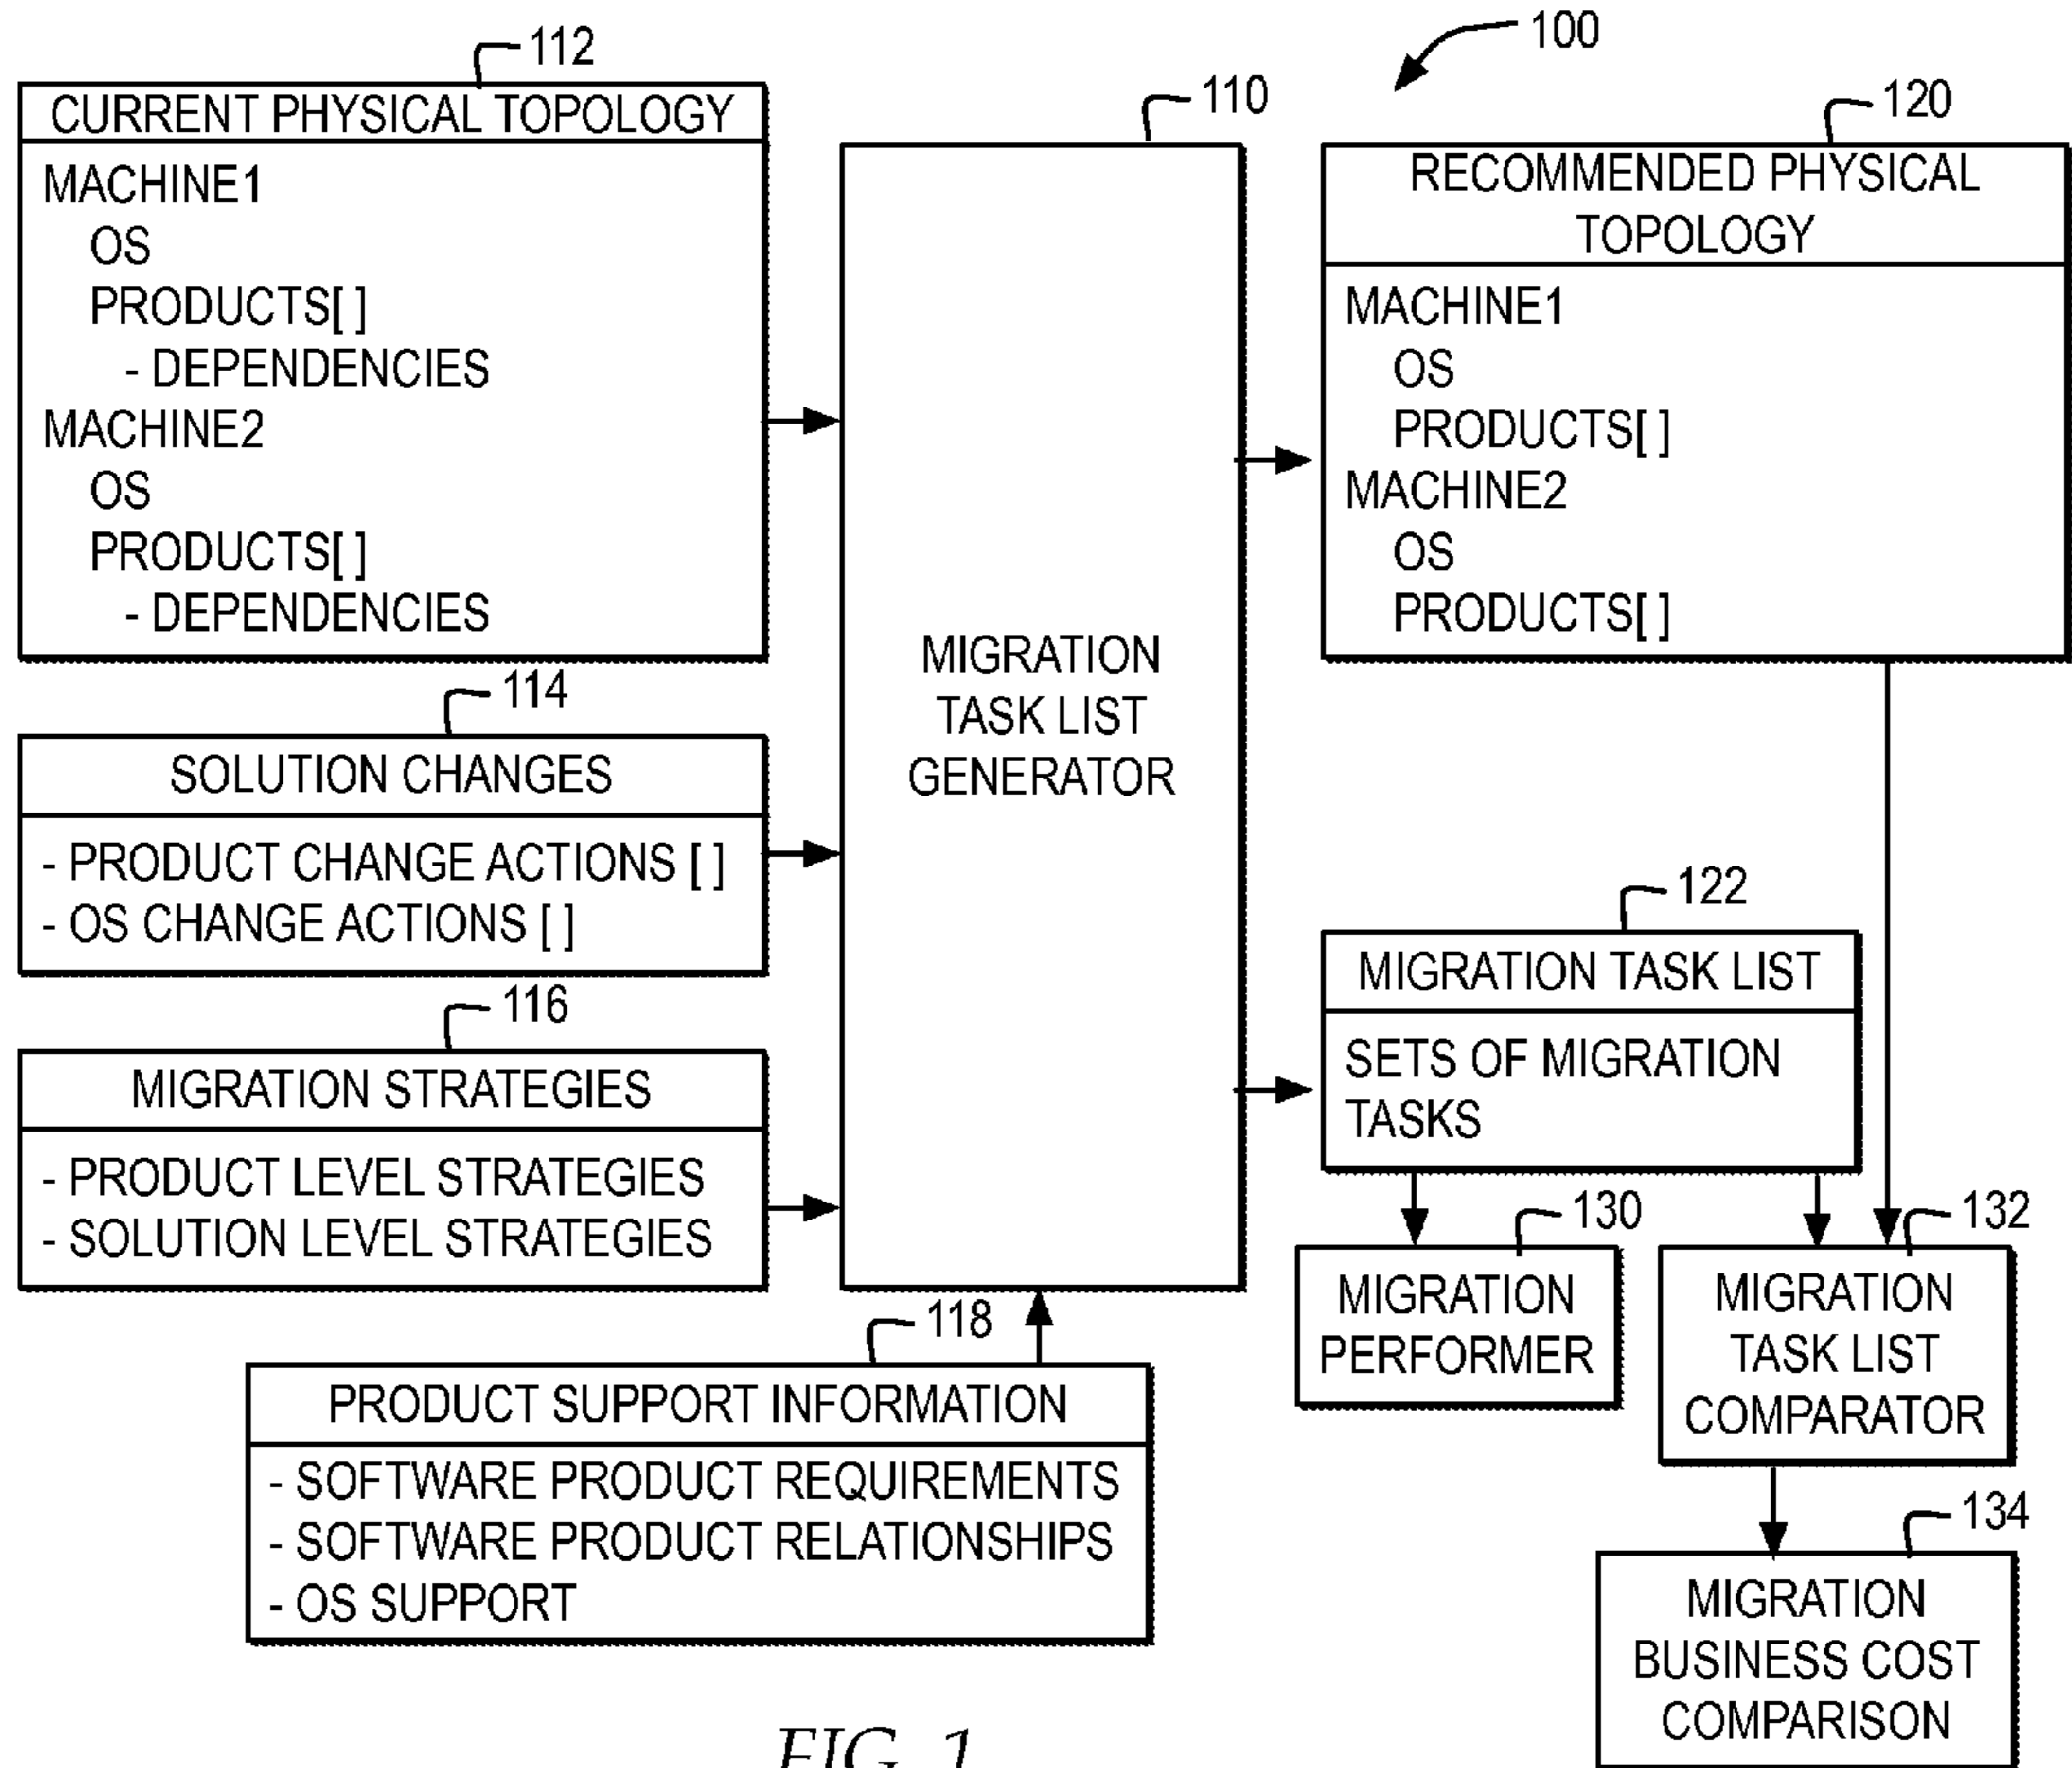 100
112
CURRENT PHYSICAL TOPOLOGY
MACHINE1
OS
PRODUCTS[ ]
- DEPENDENCIES
MACHINE2
OS
PRODUCTS[ ]
- DEPENDENCIES
114
SOLUTION CHANGES
- PRODUCT CHANGE ACTIONS [ ]
- OS CHANGE ACTIONS [ ]
116
MIGRATION STRATEGIES
- PRODUCT LEVEL STRATEGIES
- SOLUTION LEVEL STRATEGIES
118
PRODUCT SUPPORT INFORMATION
- SOFTWARE PRODUCT REQUIREMENTS
- SOFTWARE PRODUCT RELATIONSHIPS
- OS SUPPORT
110
MIGRATION
TASK LIST
GENERATOR
120
RECOMMENDED PHYSICAL
TOPOLOGY
MACHINE1
OS
PRODUCTS[ ]
MACHINE2
OS
PRODUCTS[ ]
122
MIGRATION TASK LIST
SETS OF MIGRATION
TASKS
130
MIGRATION
PERFORMER
132
MIGRATION
TASK LIST
COMPARATOR
134
MIGRATION
BUSINESS COST
COMPARISON
FIG. 1